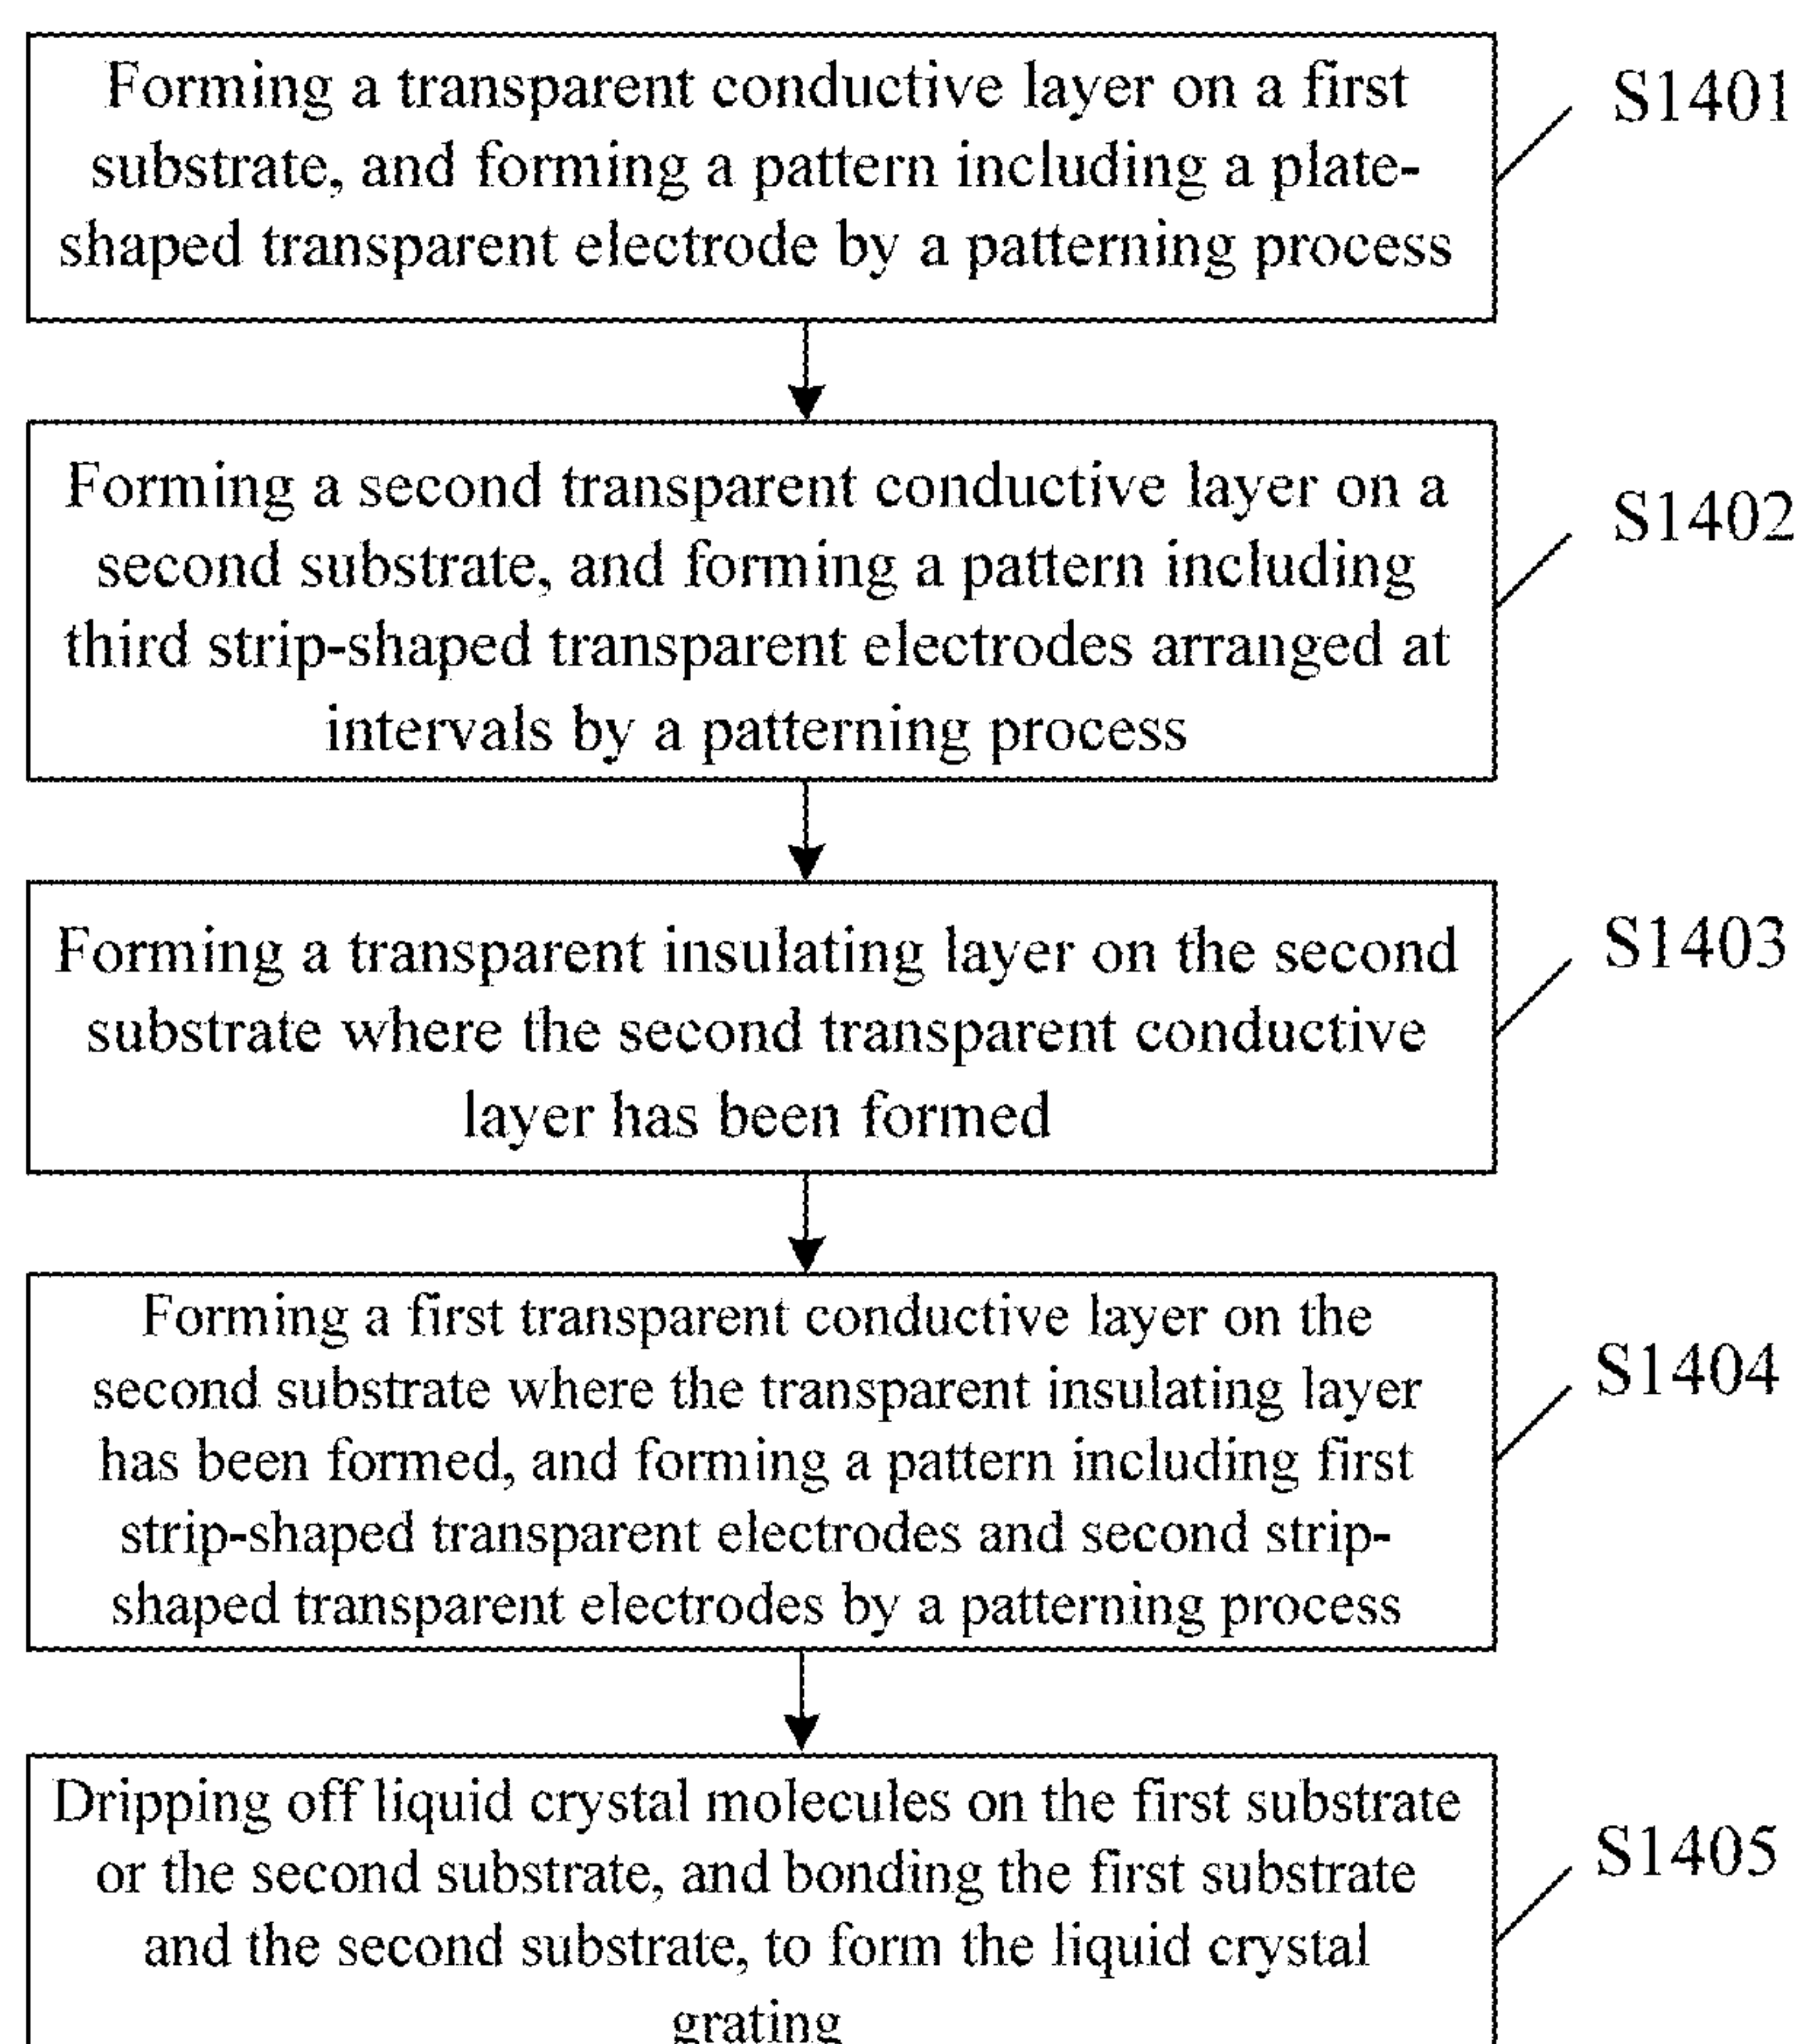 Forming a transparent conductive layer on a first
substrate, and forming a pattern including a plate-
shaped transparent electrode by a patterning process
S1401
Forming a second transparent conductive layer on a
second substrate, and forming a pattern including
third strip-shaped transparent electrodes arranged at
intervals by a patterning process
S1402
Forming a transparent insulating layer on the second
substrate where the second transparent conductive
layer has been formed
S1403
Forming a first transparent conductive layer on the
second substrate where the transparent insulating layer
has been formed, and forming a pattern including first
strip-shaped transparent electrodes and second strip-
shaped transparent electrodes by a patterning process
S1404
Dripping off liquid crystal molecules on the first substrate
or the second substrate, and bonding the first substrate
and the second substrate, to form the liquid crystal
grating
S1405